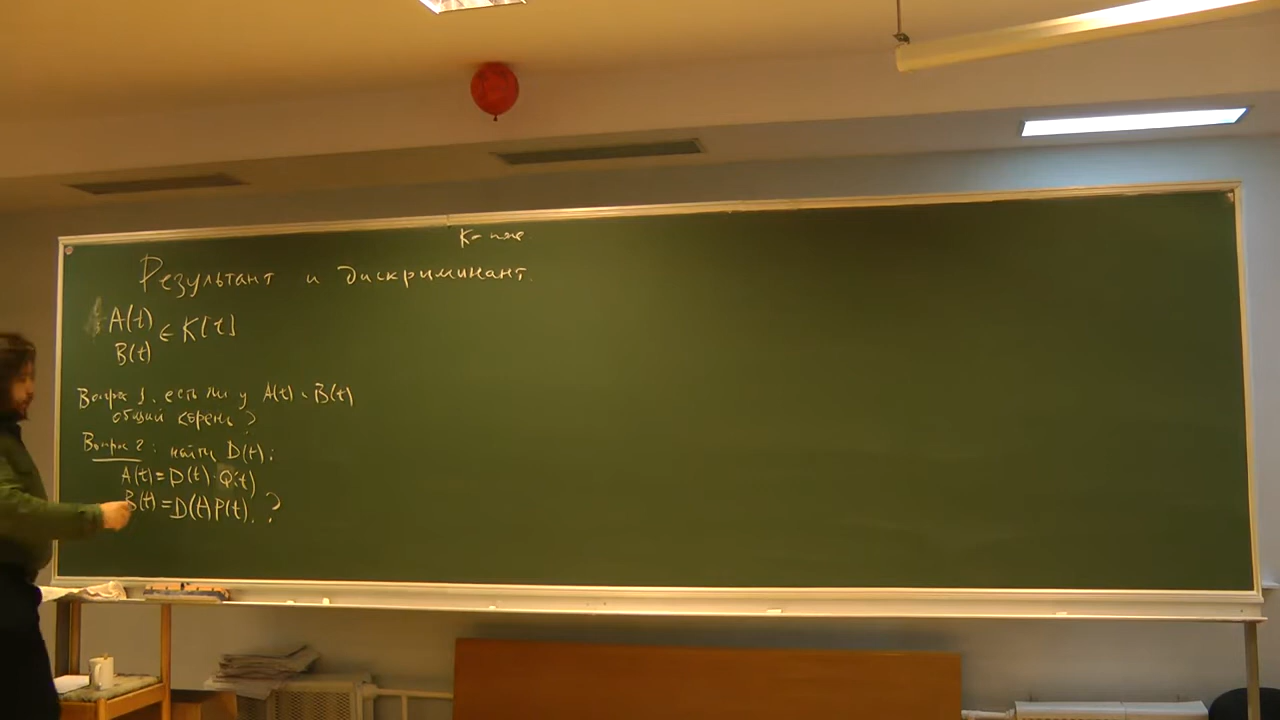 K - поле.
Результант и дискриминант.
A(t) ∈ K[t]
B(t)
Вопрос 1. есть ли у A(t) и B(t)
общий корень?
Вопрос 2: найти D(t):
A(t)=D(t)·Q(t)
B(t)=D(t)P(t). ?